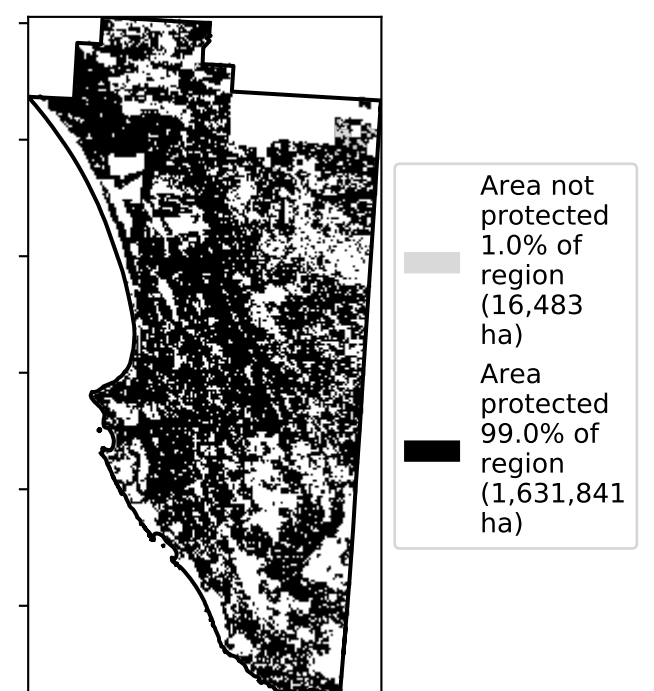 Area not
protected
1.0% of
region
(16,483
ha)
Area
protected
99.0% of
region
(1,631,841
ha)